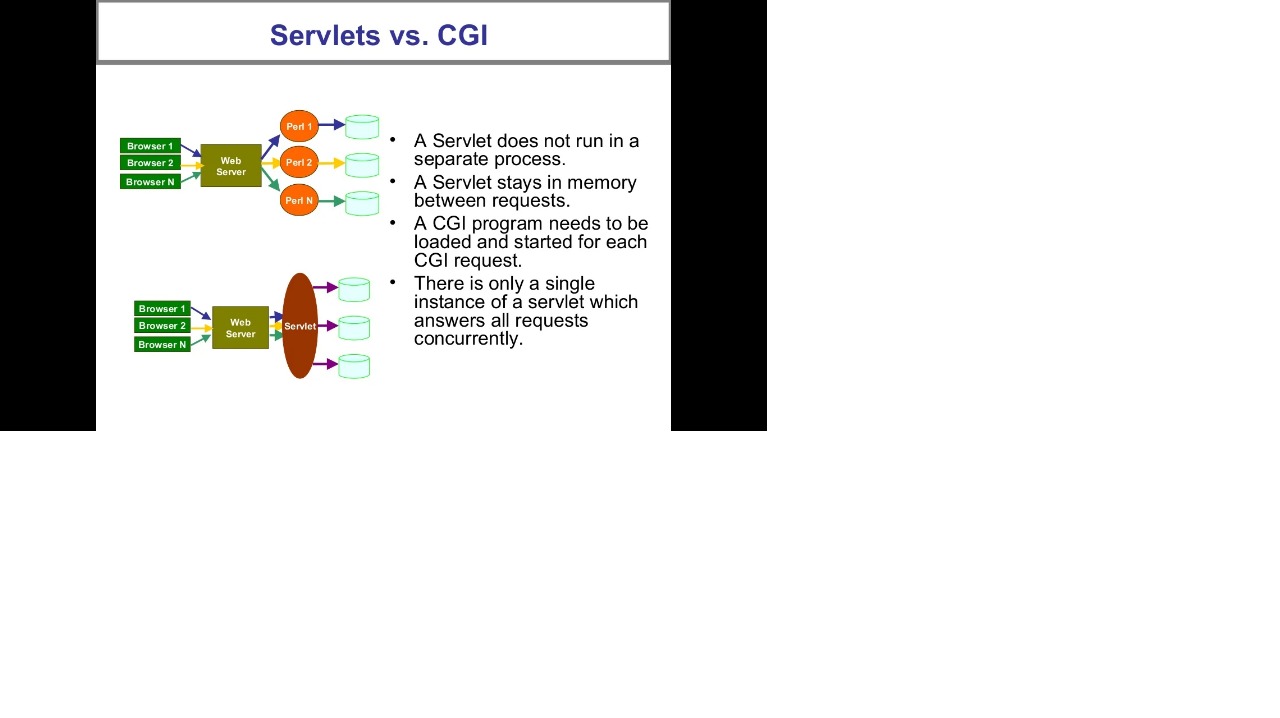 Servlets vs. CGI
Browser 1
Browser 2
Browser N
Web
Server
Perl 1
Perl 2
Perl N
Browser 1
Browser 2
Browser N
Web
Server
Servlet
• A Servlet does not run in a
separate process.
• A Servlet stays in memory
between requests.
• A CGI program needs to be
loaded and started for each
CGI request.
• There is only a single
instance of a servlet which
answers all requests
concurrently.